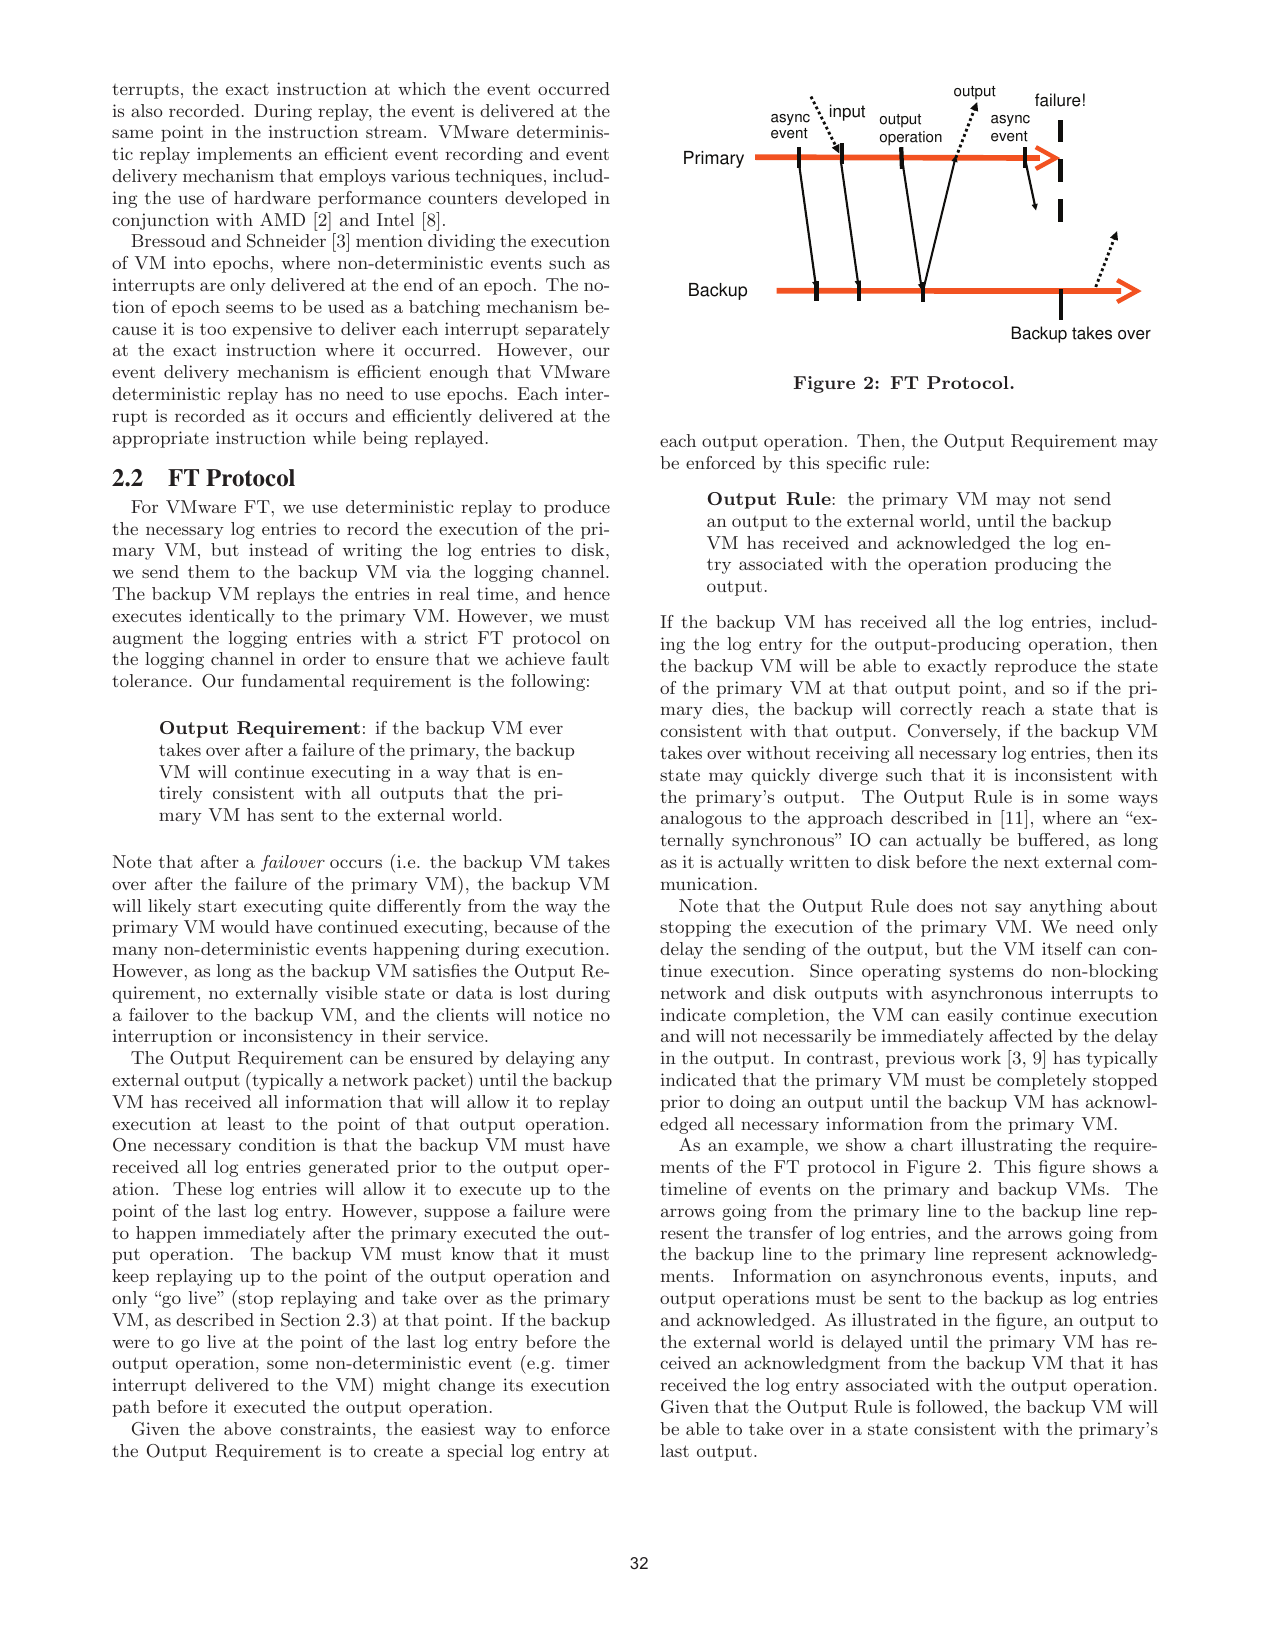 terrupts, the exact instruction at which the event occurred
is also recorded. During replay, the event is delivered at the
same point in the instruction stream. VMware determinis-
tic replay implements an efficient event recording and event
delivery mechanism that employs various techniques, includ-
ing the use of hardware performance counters developed in
conjunction with AMD [2] and Intel [8].
Bressoud and Schneider [3] mention dividing the execution
of VM into epochs, where non-deterministic events such as
interrupts are only delivered at the end of an epoch. The no-
tion of epoch seems to be used as a batching mechanism be-
cause it is too expensive to deliver each interrupt separately
at the exact instruction where it occurred. However, our
event delivery mechanism is efficient enough that VMware
deterministic replay has no need to use epochs. Each inter-
rupt is recorded as it occurs and efficiently delivered at the
appropriate instruction while being replayed.
2.2 FT Protocol
For VMware FT, we use deterministic replay to produce
the necessary log entries to record the execution of the pri-
mary VM, but instead of writing the log entries to disk,
we send them to the backup VM via the logging channel.
The backup VM replays the entries in real time, and hence
executes identically to the primary VM. However, we must
augment the logging entries with a strict FT protocol on
the logging channel in order to ensure that we achieve fault
tolerance. Our fundamental requirement is the following:
Output Requirement: if the backup VM ever
takes over after a failure of the primary, the backup
VM will continue executing in a way that is en-
tirely consistent with all outputs that the pri-
mary VM has sent to the external world.
Note that after a failover occurs (i.e. the backup VM takes
over after the failure of the primary VM), the backup VM
will likely start executing quite differently from the way the
primary VM would have continued executing, because of the
many non-deterministic events happening during execution.
However, as long as the backup VM satisfies the Output Re-
quirement, no externally visible state or data is lost during
a failover to the backup VM, and the clients will notice no
interruption or inconsistency in their service.
The Output Requirement can be ensured by delaying any
external output (typically a network packet) until the backup
VM has received all information that will allow it to replay
execution at least to the point of that output operation.
One necessary condition is that the backup VM must have
received all log entries generated prior to the output oper-
ation. These log entries will allow it to execute up to the
point of the last log entry. However, suppose a failure were
to happen immediately after the primary executed the out-
put operation. The backup VM must know that it must
keep replaying up to the point of the output operation and
only “go live” (stop replaying and take over as the primary
VM, as described in Section 2.3) at that point. If the backup
were to go live at the point of the last log entry before the
output operation, some non-deterministic event (e.g. timer
interrupt delivered to the VM) might change its execution
path before it executed the output operation.
Given the above constraints, the easiest way to enforce
the Output Requirement is to create a special log entry at
output
failure!
async
event
input
output
operation
async
event
Primary
Backup
Backup takes over
Figure 2: FT Protocol.
each output operation. Then, the Output Requirement may
be enforced by this specific rule:
Output Rule: the primary VM may not send
an output to the external world, until the backup
VM has received and acknowledged the log en-
try associated with the operation producing the
output.
If the backup VM has received all the log entries, includ-
ing the log entry for the output-producing operation, then
the backup VM will be able to exactly reproduce the state
of the primary VM at that output point, and so if the pri-
mary dies, the backup will correctly reach a state that is
consistent with that output. Conversely, if the backup VM
takes over without receiving all necessary log entries, then its
state may quickly diverge such that it is inconsistent with
the primary’s output. The Output Rule is in some ways
analogous to the approach described in [11], where an “ex-
ternally synchronous” IO can actually be buffered, as long
as it is actually written to disk before the next external com-
munication.
Note that the Output Rule does not say anything about
stopping the execution of the primary VM. We need only
delay the sending of the output, but the VM itself can con-
tinue execution. Since operating systems do non-blocking
network and disk outputs with asynchronous interrupts to
indicate completion, the VM can easily continue execution
and will not necessarily be immediately affected by the delay
in the output. In contrast, previous work [3, 9] has typically
indicated that the primary VM must be completely stopped
prior to doing an output until the backup VM has acknowl-
edged all necessary information from the primary VM.
As an example, we show a chart illustrating the require-
ments of the FT protocol in Figure 2. This figure shows a
timeline of events on the primary and backup VMs. The
arrows going from the primary line to the backup line rep-
resent the transfer of log entries, and the arrows going from
the backup line to the primary line represent acknowledg-
ments. Information on asynchronous events, inputs, and
output operations must be sent to the backup as log entries
and acknowledged. As illustrated in the figure, an output to
the external world is delayed until the primary VM has re-
ceived an acknowledgment from the backup VM that it has
received the log entry associated with the output operation.
Given that the Output Rule is followed, the backup VM will
be able to take over in a state consistent with the primary’s
last output.
32